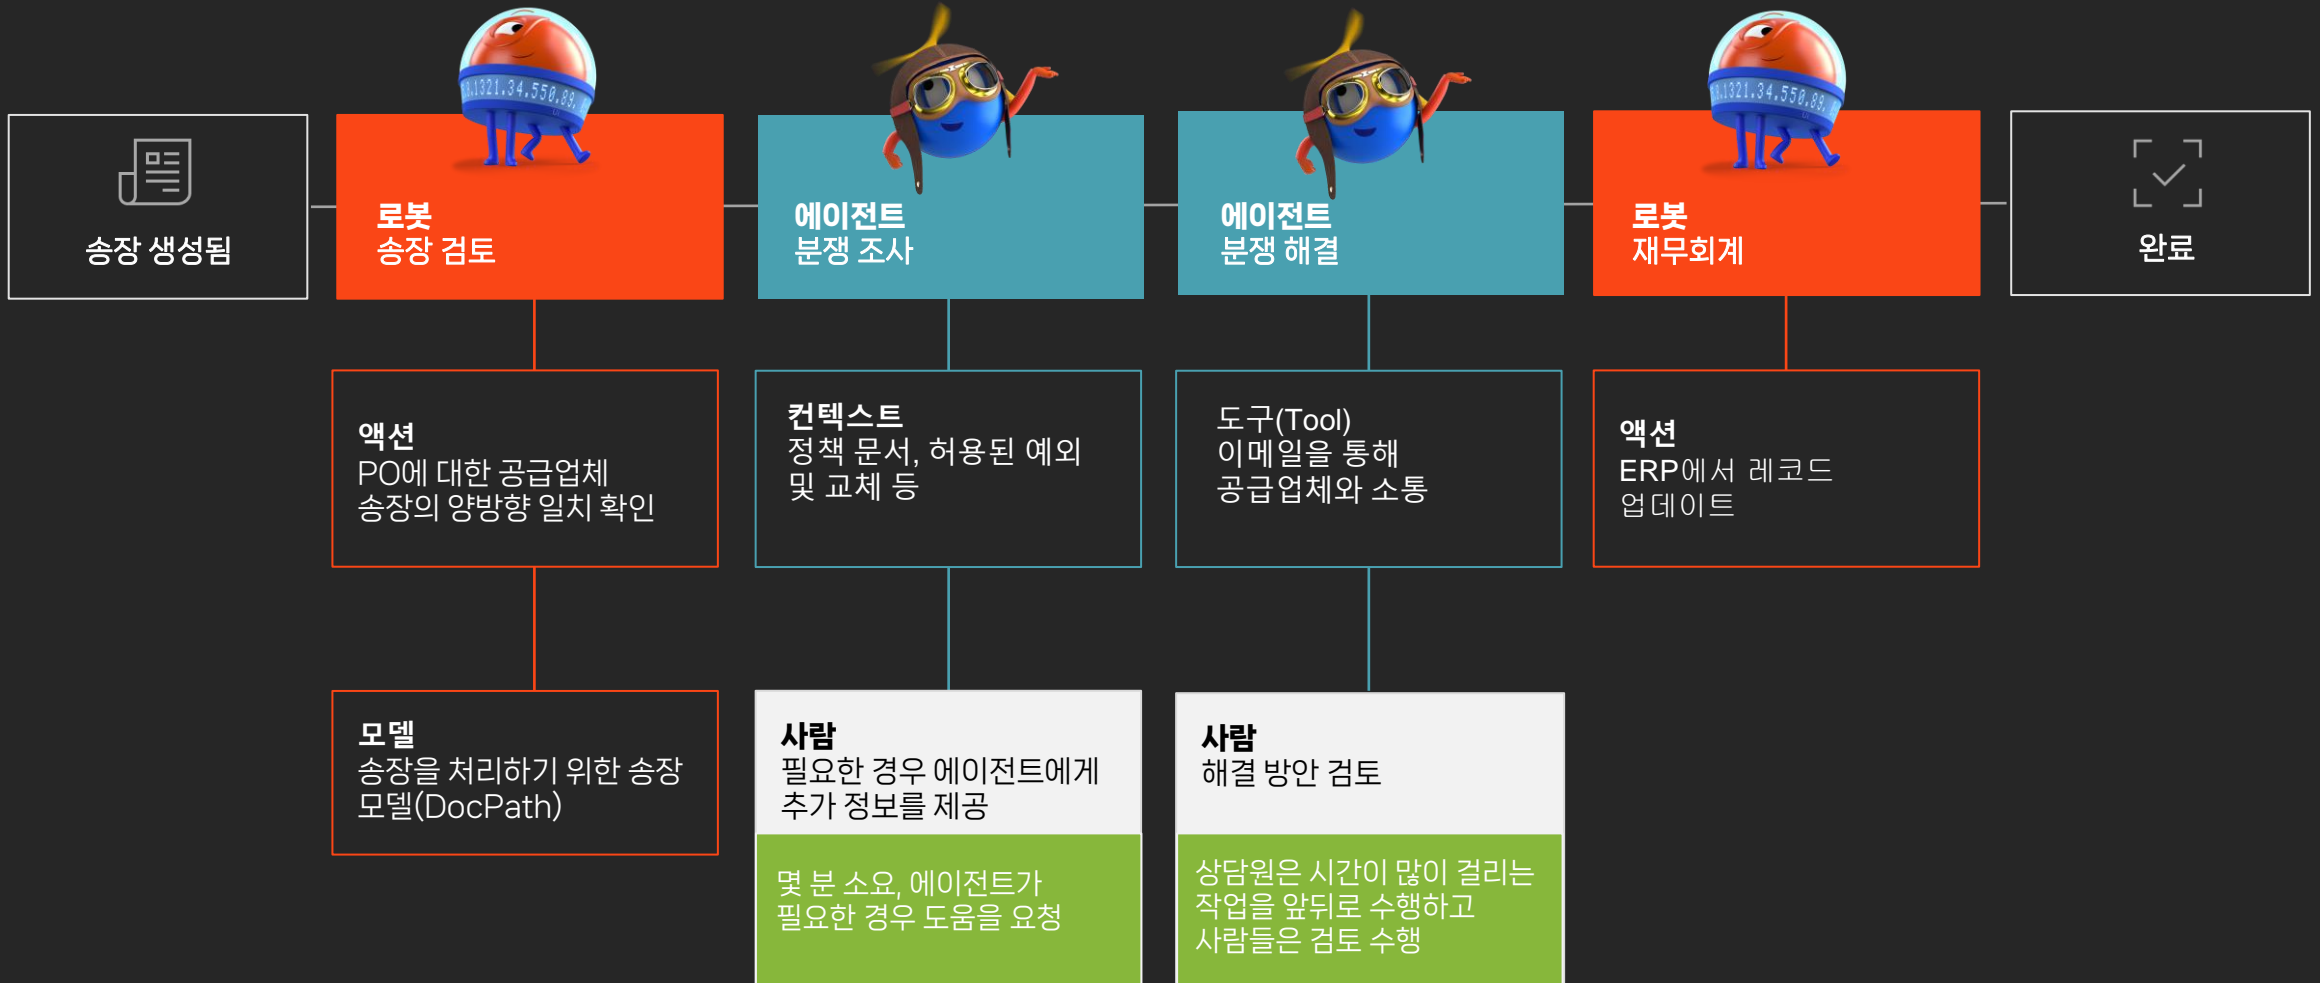 송장 생성됨
로봇
송장 검토
에이전트
분쟁 조사
에이전트
분쟁 해결
로봇
재무회계
완료
액션
PO에 대한 공급업체
송장의 양방향 일치 확인
컨텍스트
정책 문서, 허용된 예외
및 교체 등
도구(Tool)
이메일을 통해
공급업체와 소통
액션
ERP에서 레코드
업데이트
모델
송장을 처리하기 위한 송장
모델(DocPath)
사람
필요한 경우 에이전트에게
추가 정보를 제공
몇 분 소요, 에이전트가
필요한 경우 도움을 요청
사람
해결 방안 검토
상담원은 시간이 많이 걸리는
작업을 앞뒤로 수행하고
사람들은 검토 수행